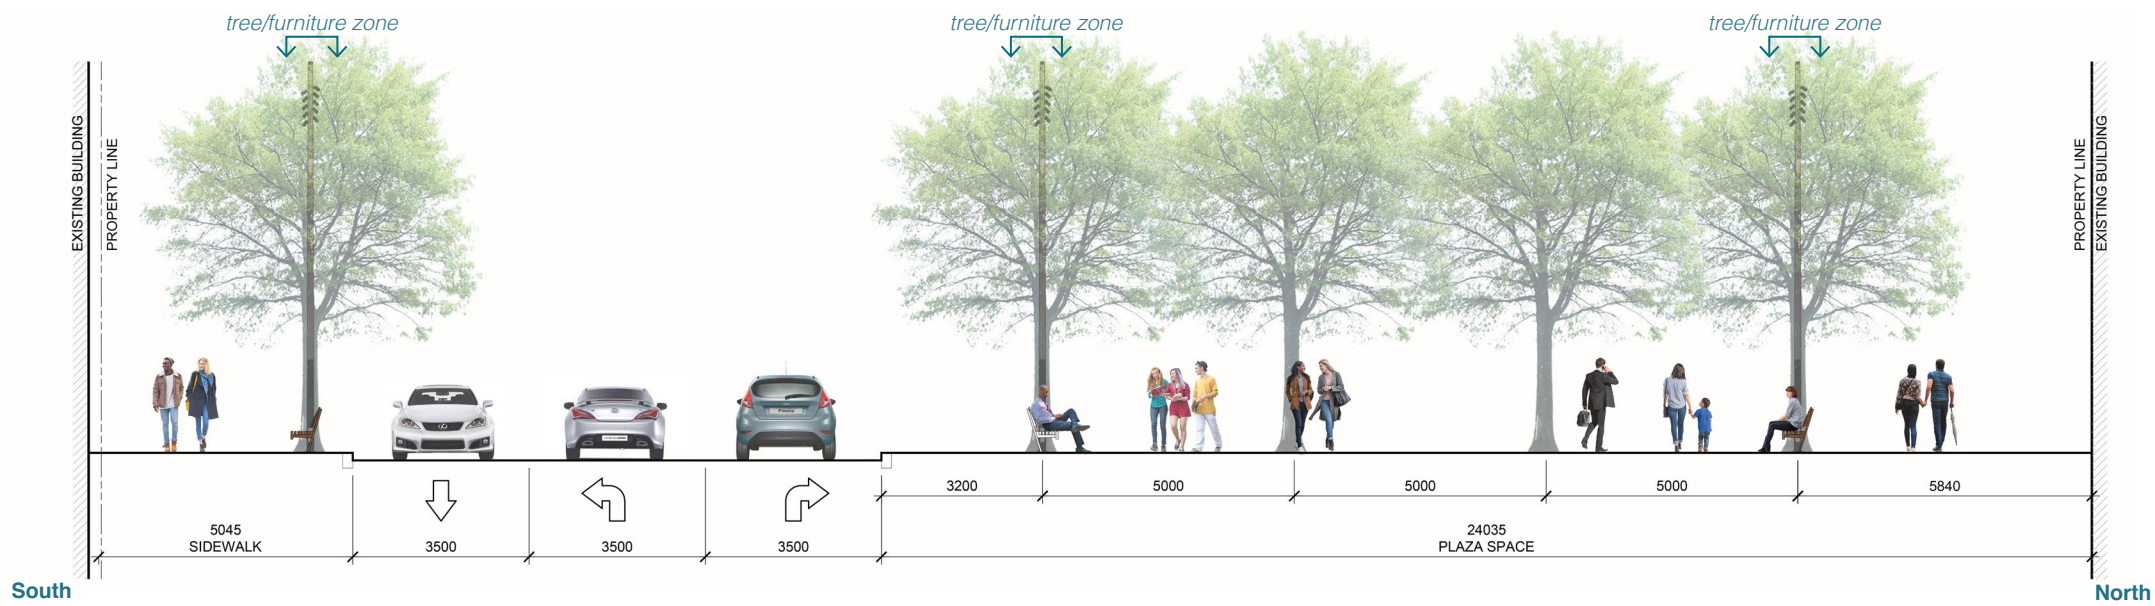 tree/furniture zone
tree/furniture zone
tree/furniture zone
EXISTING BUILDING
PROPERTY LINE
PROPERTY LINE
EXISTING BUILDING
3200
5000
5000
5000
5840
5045
SIDEWALK
3500
3500
3500
24035
PLAZA SPACE
South
North